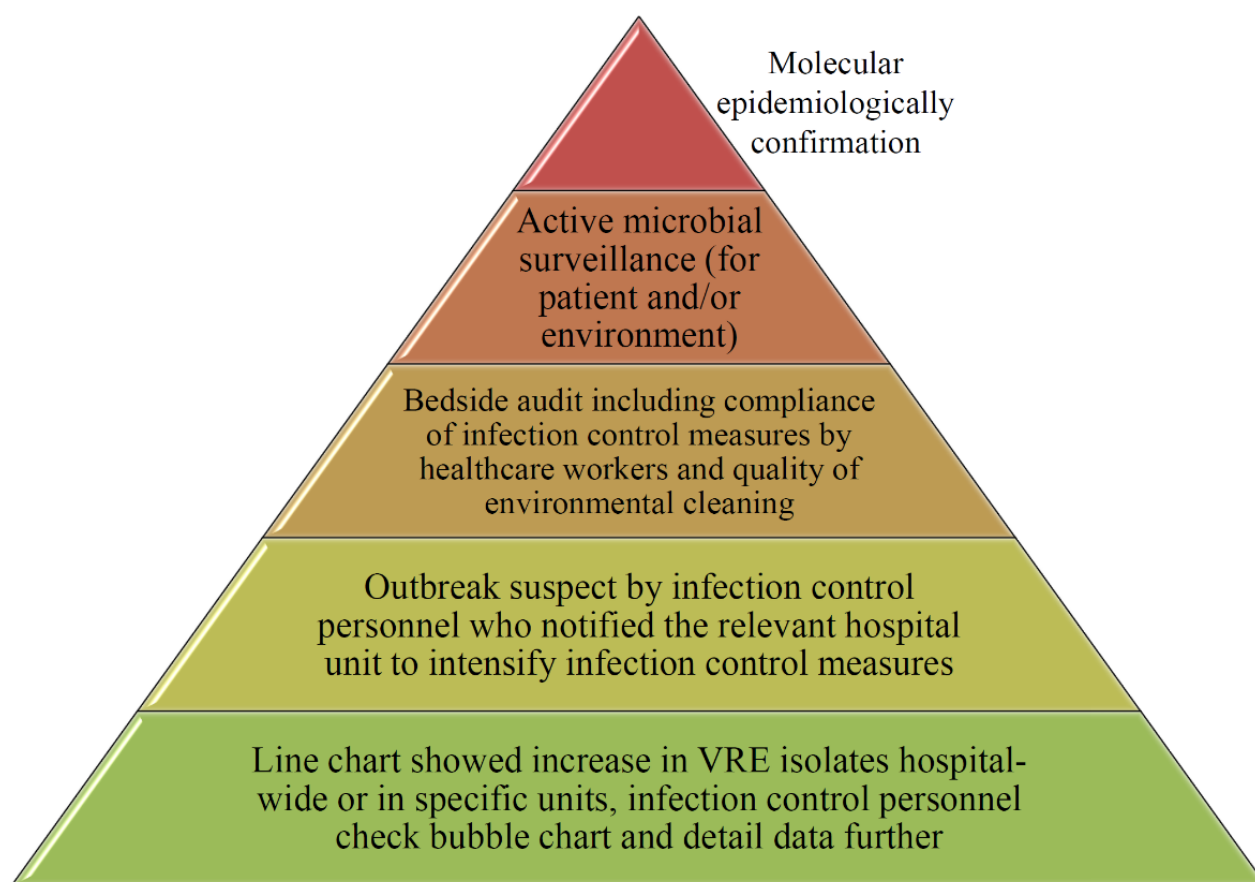 Molecular
epidemiologically
confirmation
Active microbial
surveillance (for
patient and/or
environment)
Bedside audit including compliance
of infection control measures by
healthcare workers and quality of
environmental cleaning
Outbreak suspect by infection control
personnel who notified the relevant hospital
unit to intensify infection control measures
Line chart showed increase in VRE isolates hospital-
wide or in specific units, infection control personnel
check bubble chart and detail data further